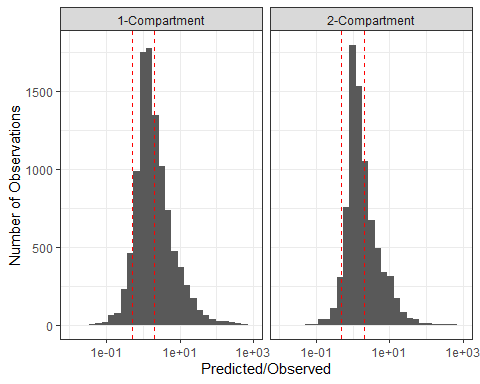 1-Compartment
2-Compartment
Number of Observations
1500
1000
500
0
1e-01
1e+01
1e+03
1e-01
1e+01
1e+03
Predicted/Observed